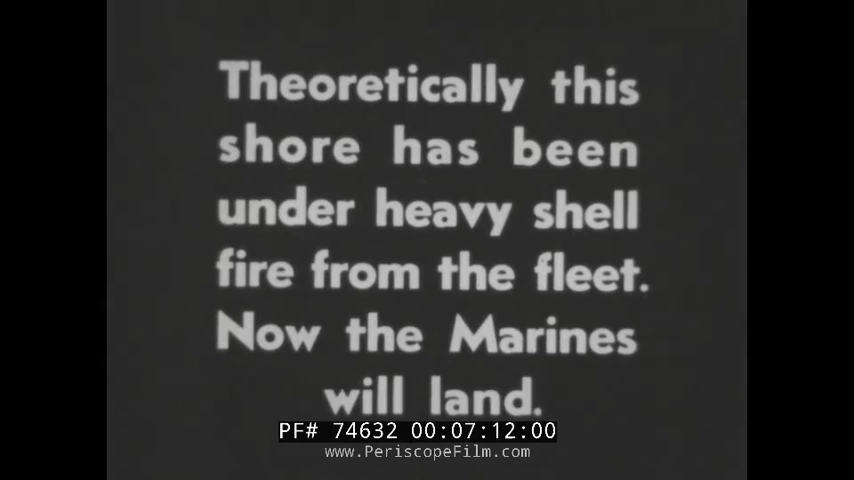 Theoretically this
shore has been
under heavy shell
fire from the fleet.
Now the Marines
will land.
PF# 74632 00:07:12:00
www.PeriscopeFilm.com